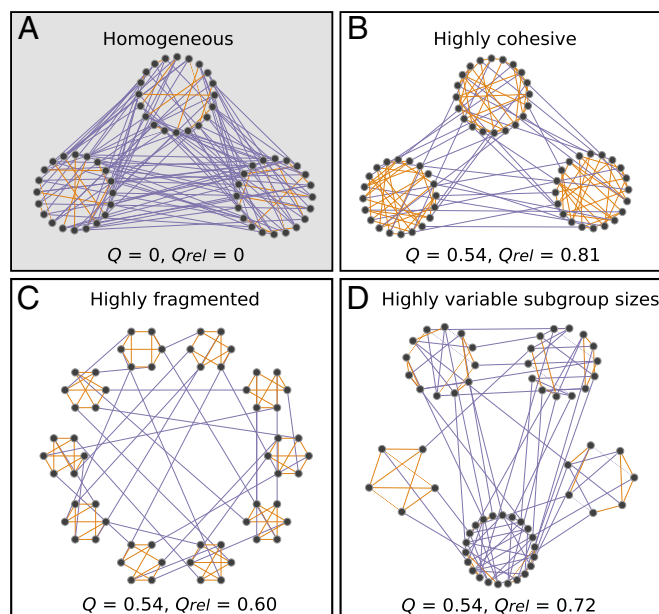 A
Homogeneous
Q = 0, Qrel = 0
B
Highly cohesive
Q = 0.54, Qrel = 0.81
C
Highly fragmented
Q = 0.54, Qrel = 0.60
D
Highly variable subgroup sizes
Q = 0.54, Qrel = 0.72